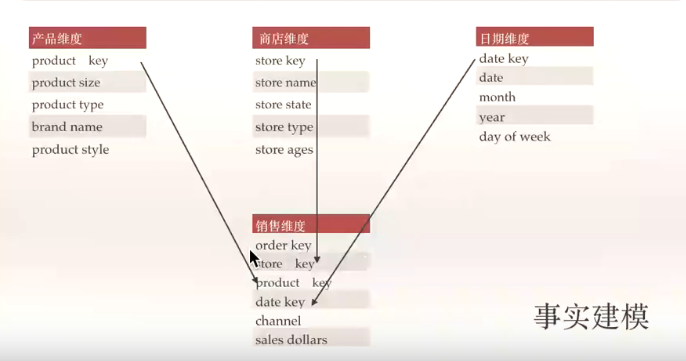 产品维度
product key
product size
product type
brand name
product style
商店维度
store key
store name
store state
store type
store ages
日期维度
date key
date
month
year
day of week
销售维度
order key
store key
product key
date key
channel
sales dollars
事实建模